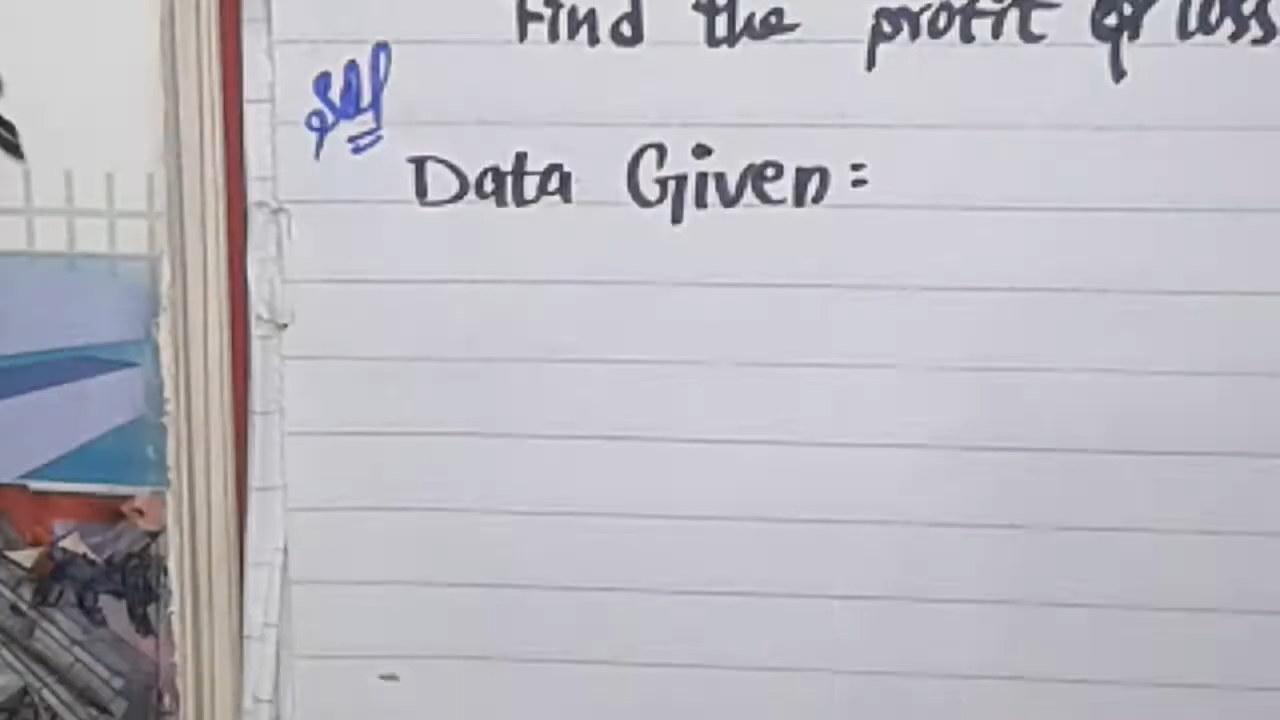 Find the profit or loss
Sol
Data Given: